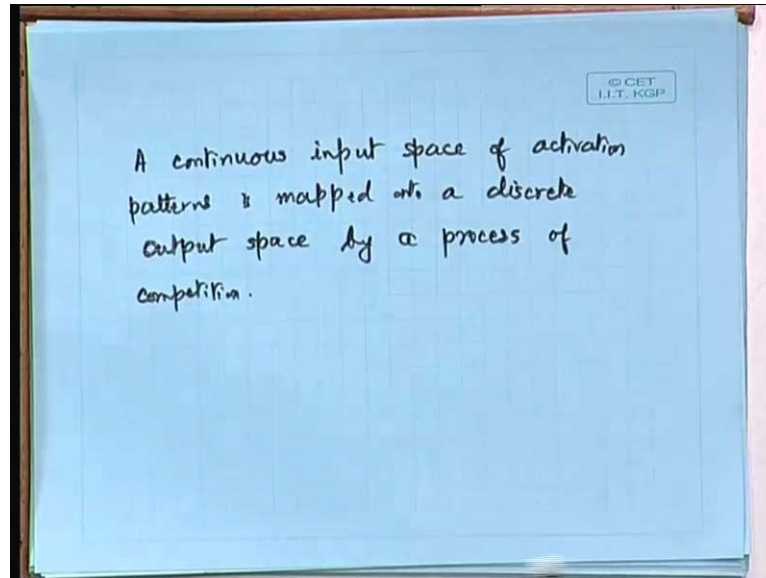 © CET
I.I.T. KGP
A continuous input space of activation
patterns is mapped onto a discrete
output space by a process of
competition.